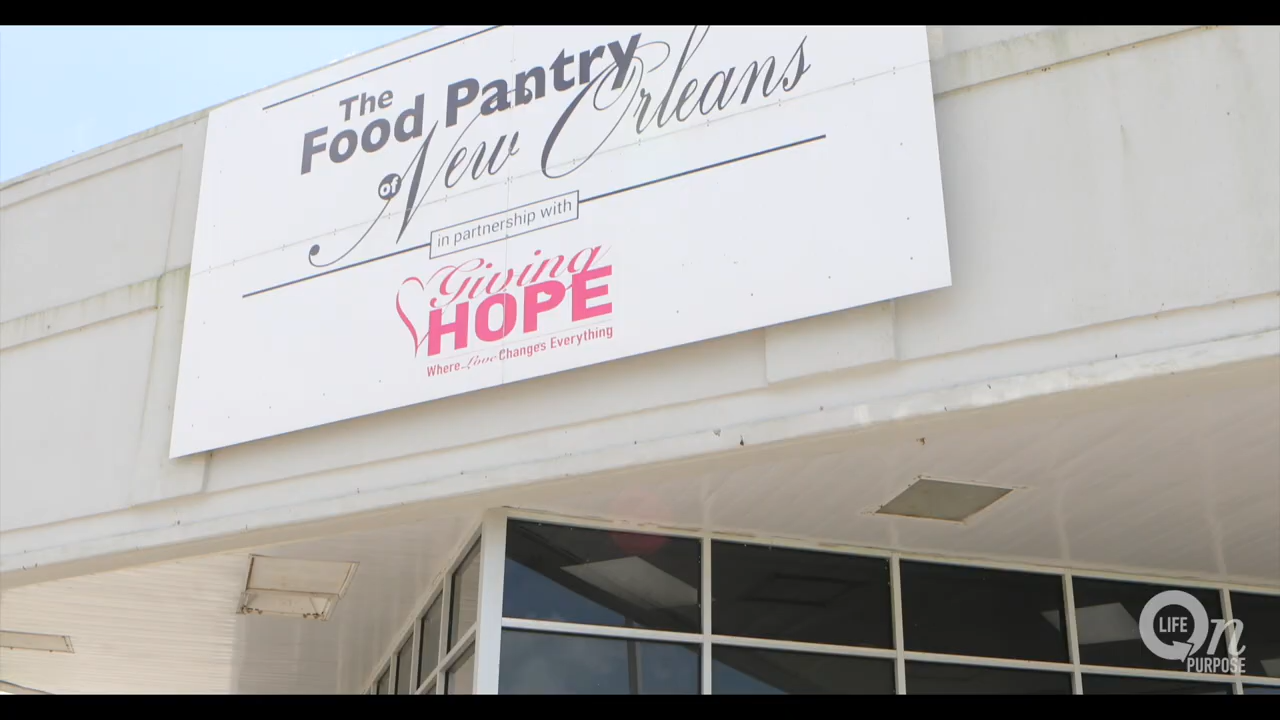 The
Food Pantry
of New Orleans
in partnership with
Giving
HOPE
Where Love Changes Everything
LIFE
On
PURPOSE